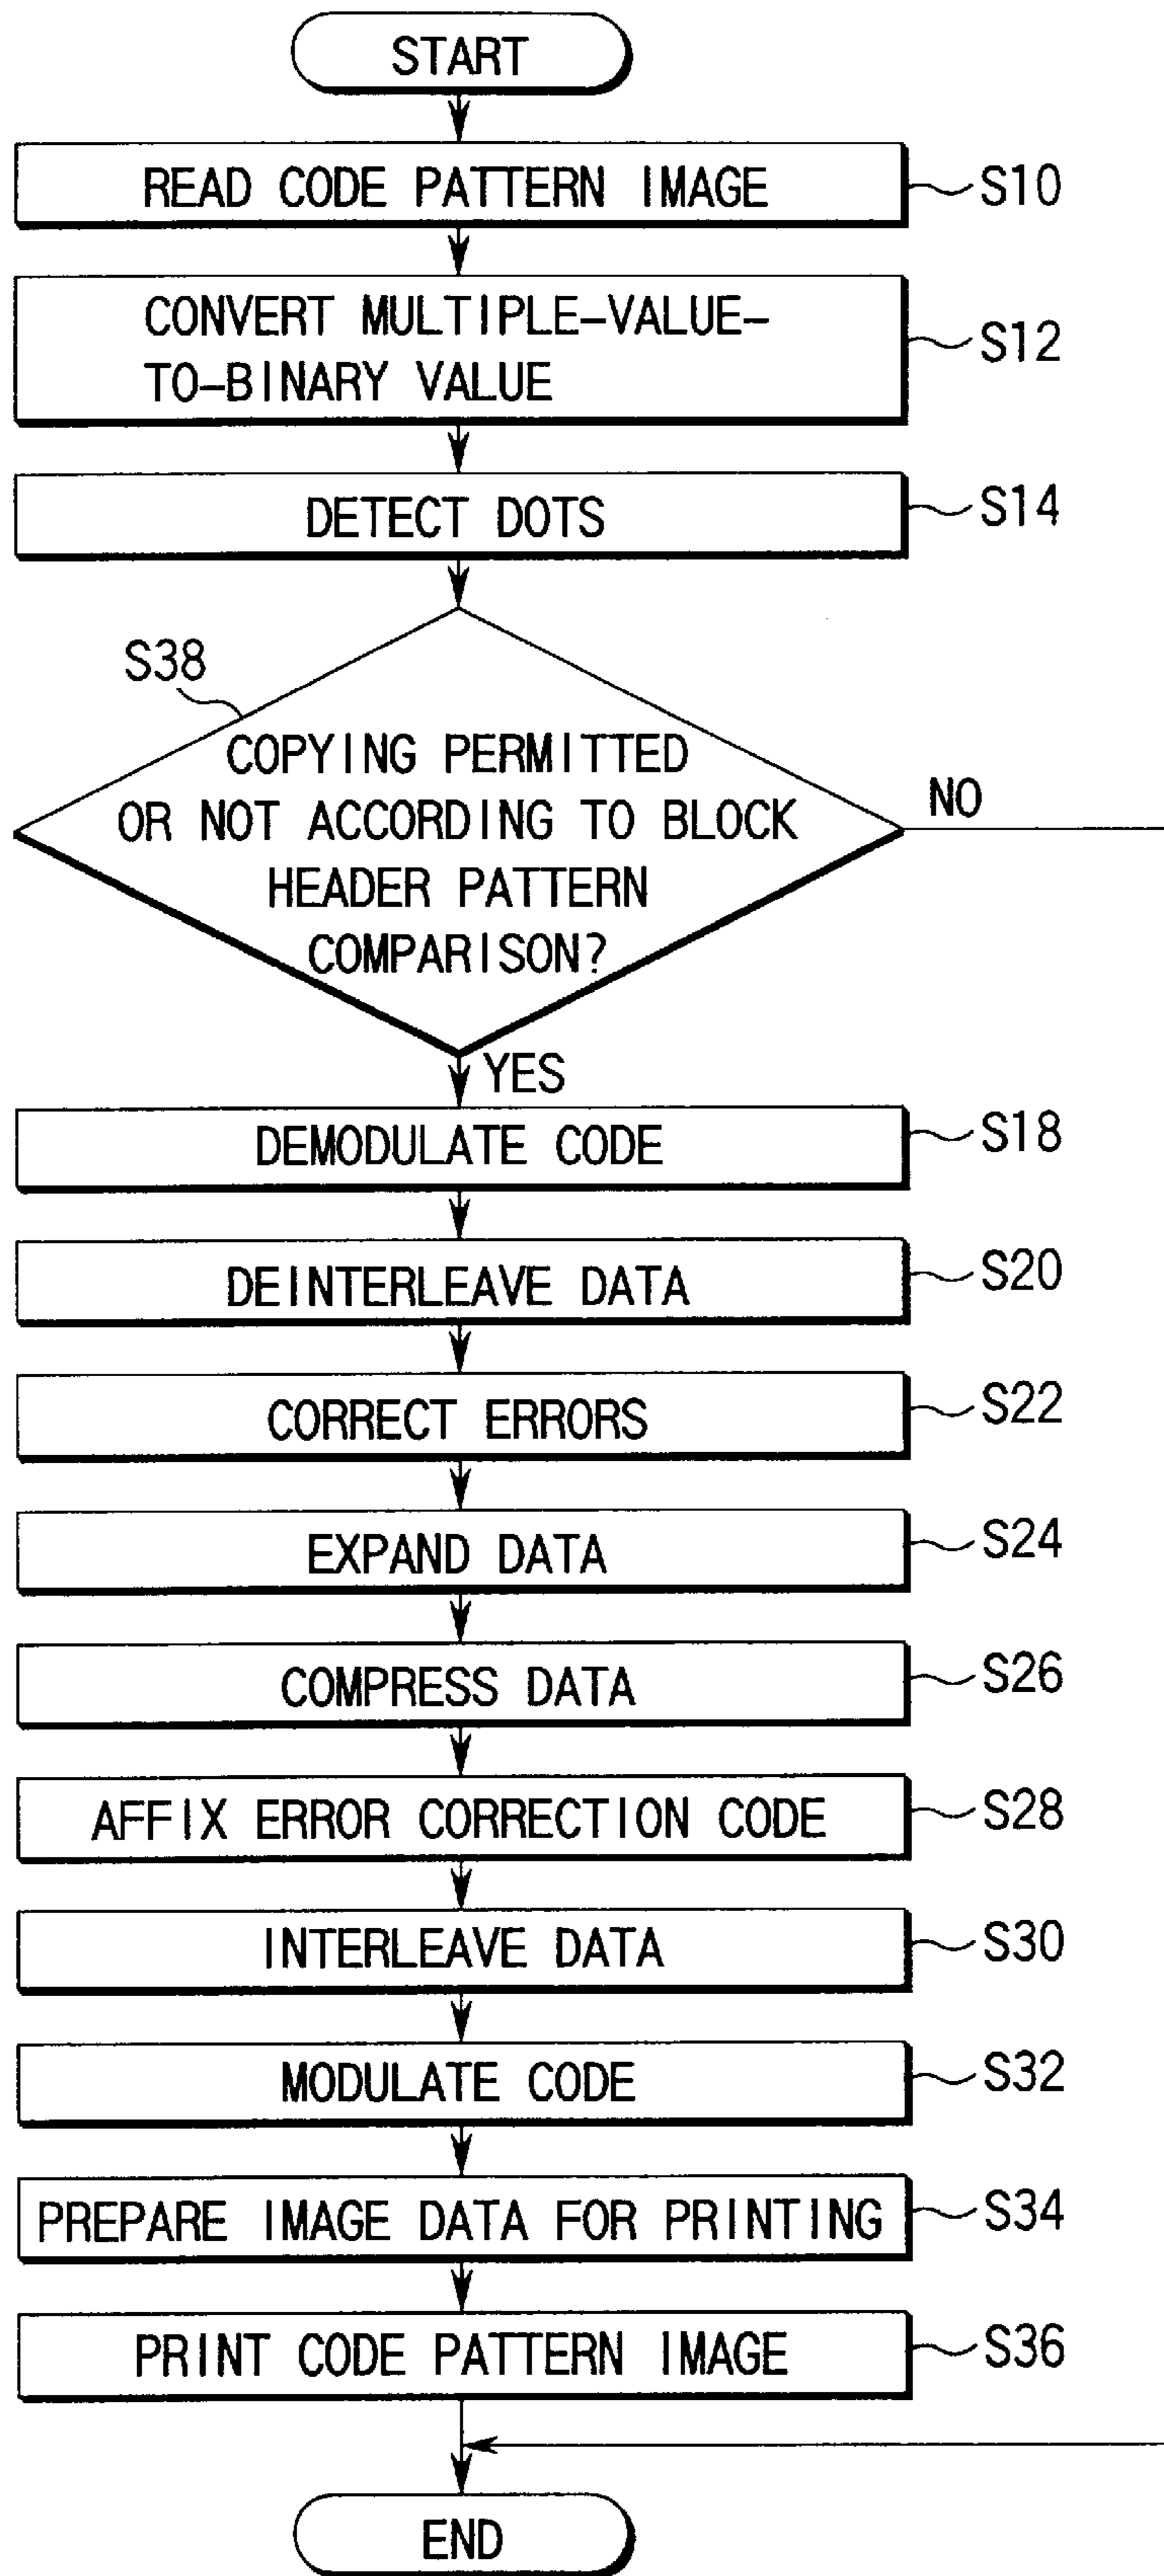 START
READ CODE PATTERN IMAGE
S10
CONVERT MULTIPLE-VALUE-
TO-BINARY VALUE
S12
DETECT DOTS
S14
S38
COPYING PERMITTED
OR NOT ACCORDING TO BLOCK
HEADER PATTERN
COMPARISON?
NO
YES
DEMODULATE CODE
S18
DEINTERLEAVE DATA
S20
CORRECT ERRORS
S22
EXPAND DATA
S24
COMPRESS DATA
S26
AFFIX ERROR CORRECTION CODE
S28
INTERLEAVE DATA
S30
MODULATE CODE
S32
PREPARE IMAGE DATA FOR PRINTING
S34
PRINT CODE PATTERN IMAGE
S36
END